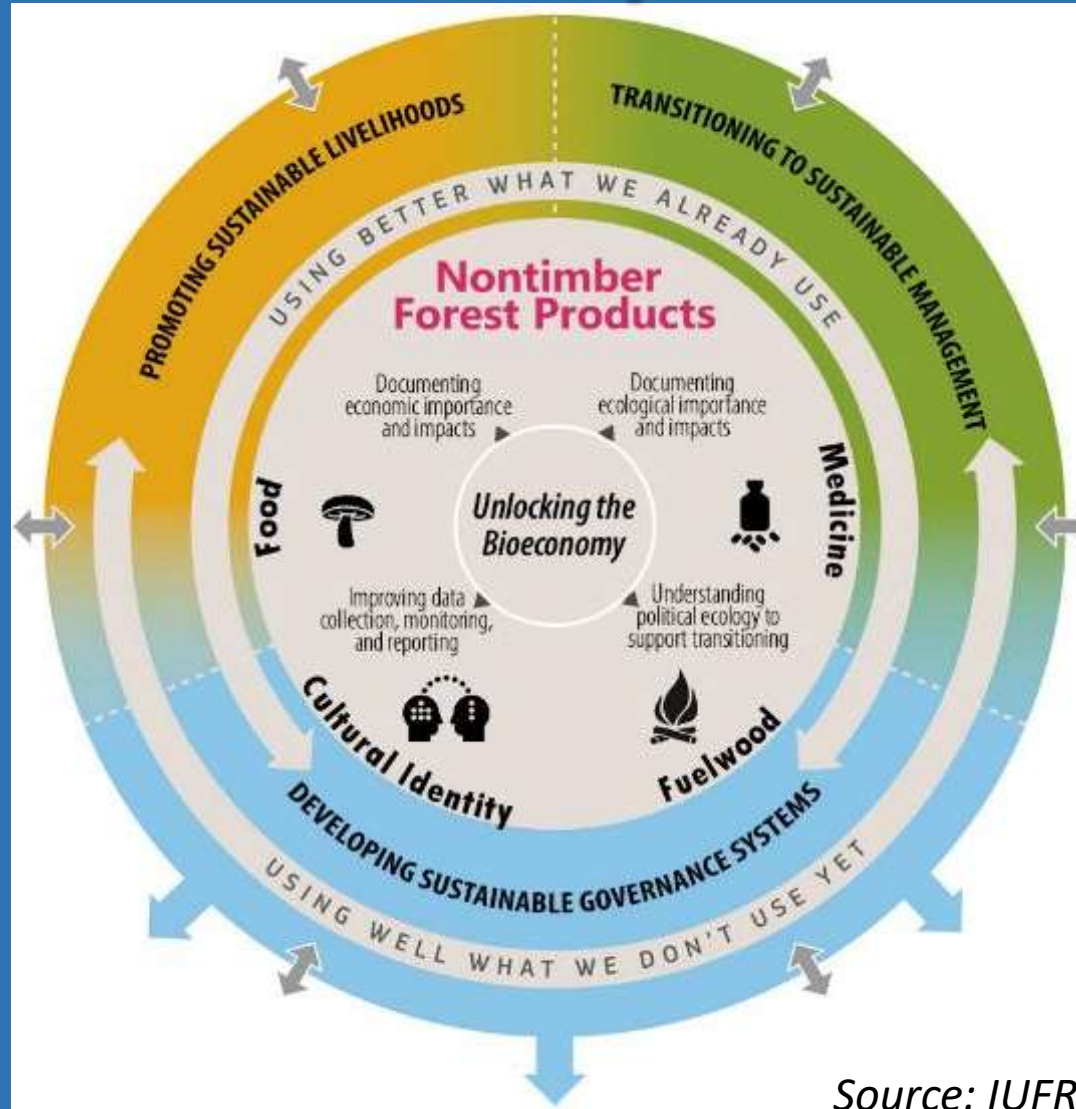 PROMOTING SUSTAINABLE LIVELIHOODS
TRANSITIONING TO SUSTAINABLE MANAGEMENT
USING BETTER WHAT WE ALREADY USE
Nontimber
Forest Products
Documenting
economic importance
and impacts
Documenting
ecological importance
and impacts
Food
Medicine
Unlocking the
Bioeconomy
Improving data
collection, monitoring,
and reporting
Understanding
political ecology to
support transitioning
Cultural Identity
Fuelwood
DEVELOPING SUSTAINABLE GOVERNANCE SYSTEMS
USING WELL WHAT WE DON'T USE YET
Source: IUFR